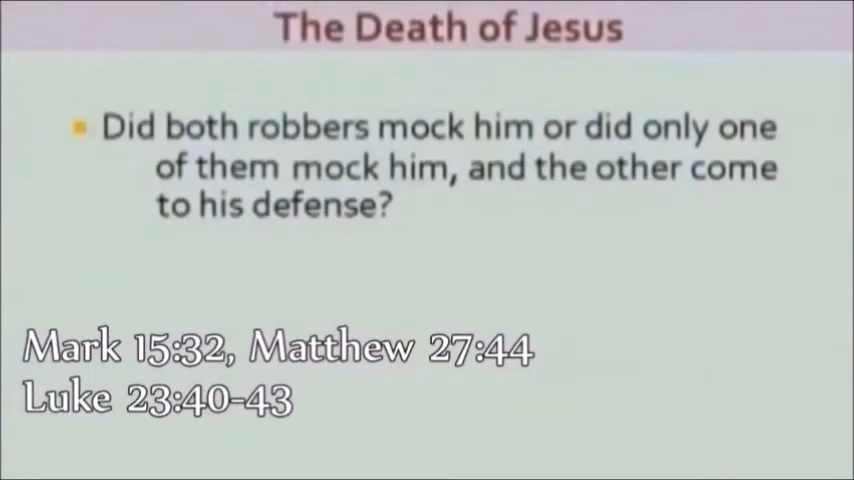 The Death of Jesus
Did both robbers mock him or did only one
of them mock him, and the other come
to his defense?
Mark 15:32, Matthew 27:44
Luke 23:40-43